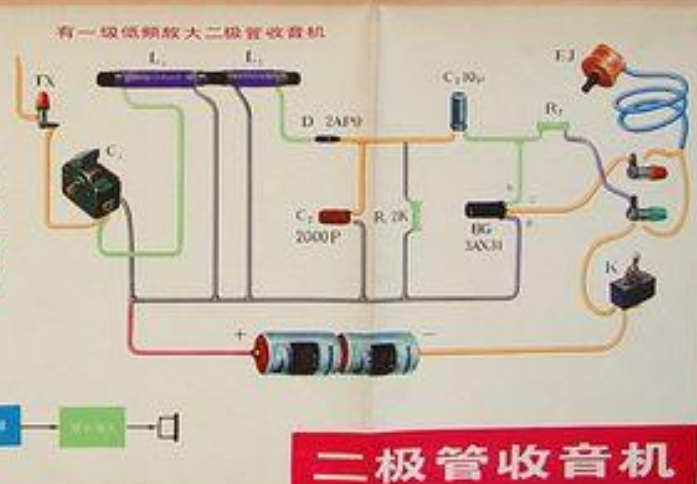 有一级低频放大二极管收音机
L₁
L₂
TX
C₁
D 2AP9
C₃ 10μ
R₂
EJ
C₂
2000P
R₁ 2K
BG
3AX31
K
+
−
二极管收音机